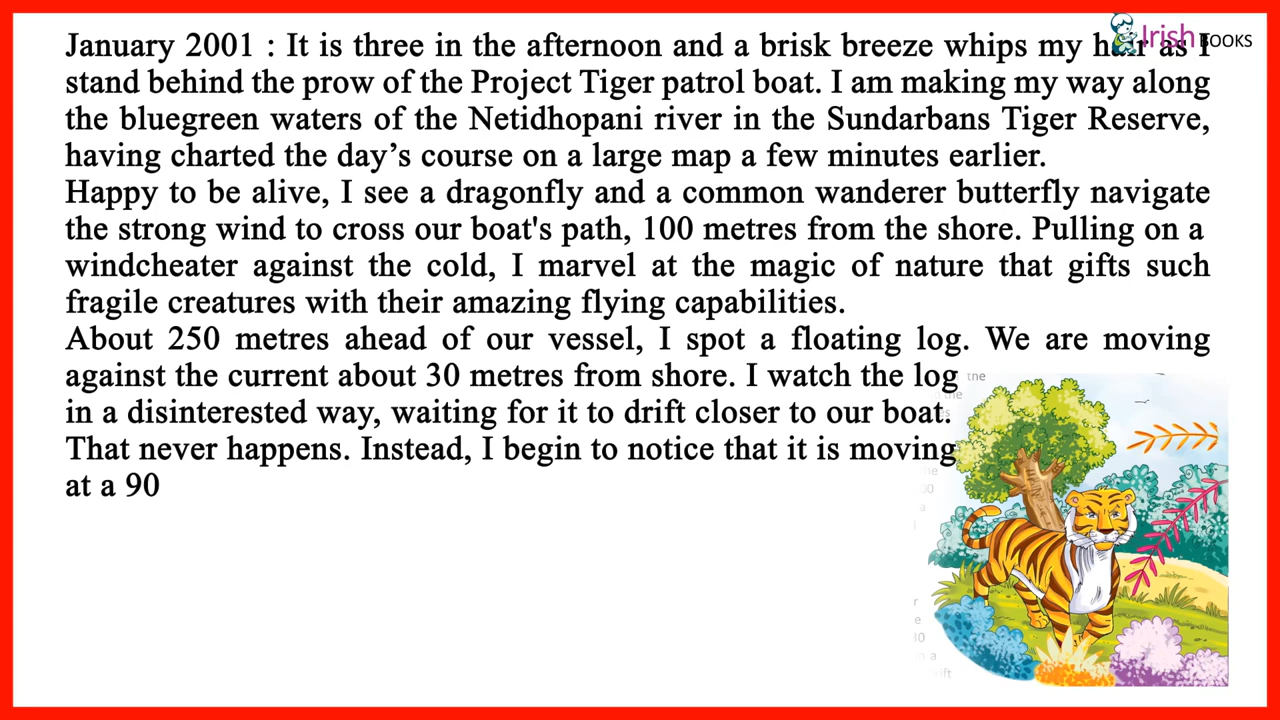 January 2001 : It is three in the afternoon and a brisk breeze whips my hair as I
stand behind the prow of the Project Tiger patrol boat. I am making my way along
the bluegreen waters of the Netidhopani river in the Sundarbans Tiger Reserve,
having charted the day’s course on a large map a few minutes earlier.
Happy to be alive, I see a dragonfly and a common wanderer butterfly navigate
the strong wind to cross our boat's path, 100 metres from the shore. Pulling on a
windcheater against the cold, I marvel at the magic of nature that gifts such
fragile creatures with their amazing flying capabilities.
About 250 metres ahead of our vessel, I spot a floating log. We are moving
against the current about 30 metres from shore. I watch the log
in a disinterested way, waiting for it to drift closer to our boat.
That never happens. Instead, I begin to notice that it is moving
at a 90
Irish BOOKS
the